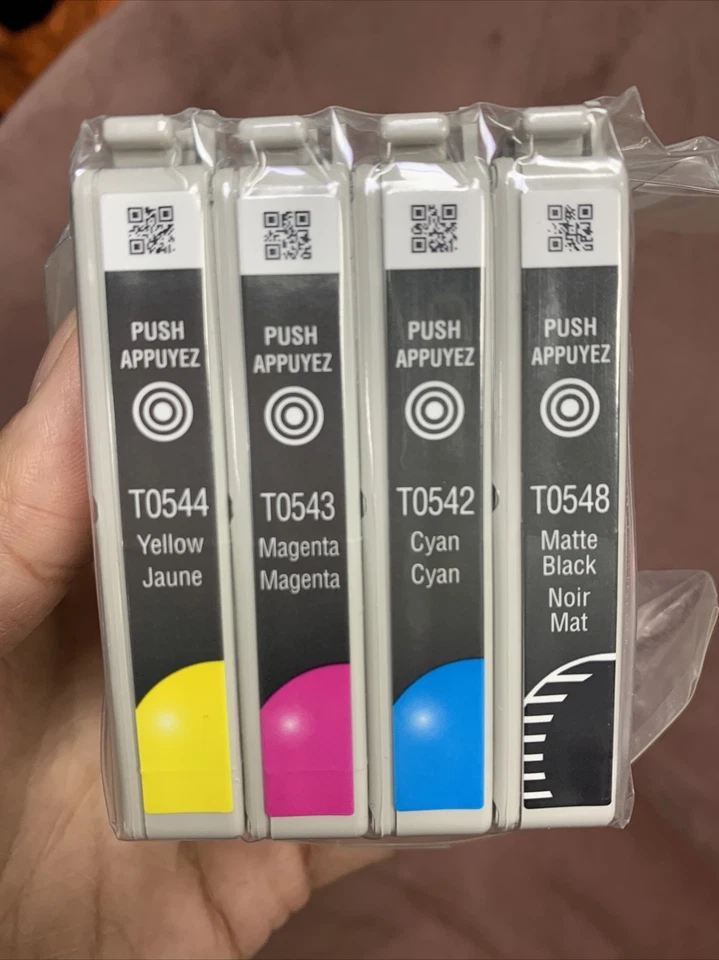 PUSH
APPUYEZ
T0544
Yellow
Jaune
PUSH
APPUYEZ
T0543
Magenta
Magenta
PUSH
APPUYEZ
T0542
Cyan
Cyan
PUSH
APPUYEZ
T0548
Matte
Black
Noir
Mat